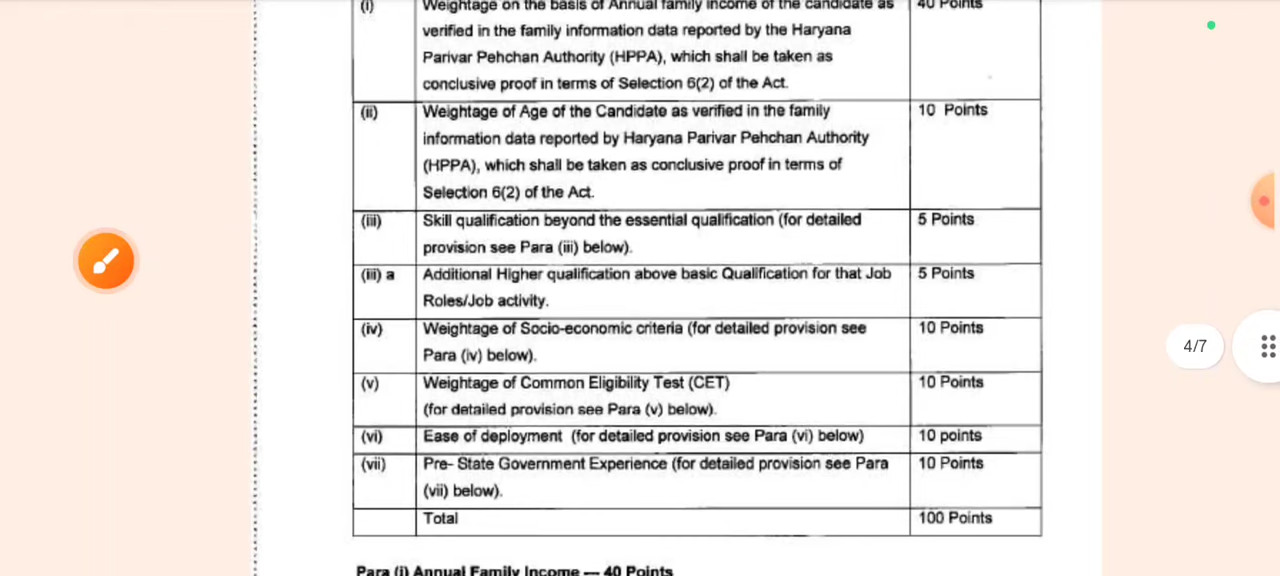 (i) Weightage on the basis of Annual family income of the candidate as 40 Points
verified in the family information data reported by the Haryana
Parivar Pehchan Authority (HPPA), which shall be taken as
conclusive proof in terms of Selection 6(2) of the Act.
(ii) Weightage of Age of the Candidate as verified in the family 10 Points
information data reported by Haryana Parivar Pehchan Authority
(HPPA), which shall be taken as conclusive proof in terms of
Selection 6(2) of the Act.
(iii) Skill qualification beyond the essential qualification (for detailed 5 Points
provision see Para (iii) below).
(iii) a Additional Higher qualification above basic Qualification for that Job 5 Points
Roles/Job activity.
(iv) Weightage of Socio-economic criteria (for detailed provision see 10 Points
Para (iv) below).
4/7
(v) Weightage of Common Eligibility Test (CET) 10 Points
(for detailed provision see Para (v) below).
(vi) Ease of deployment (for detailed provision see Para (vi) below) 10 points
(vii) Pre- State Government Experience (for detailed provision see Para 10 Points
(vii) below).
Total 100 Points
Para (i) Annual Family Income — 40 Points